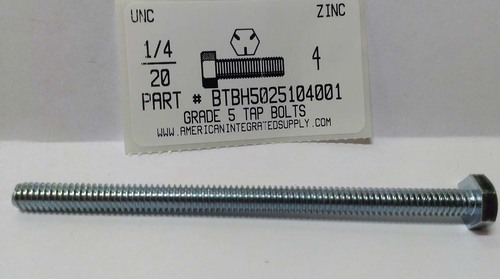 UNC ZINC
1/4
20
4
PART # BTBH5025104001
GRADE 5 TAP BOLTS
WWW.AMERICANINTEGRATEDSUPPLY.COM